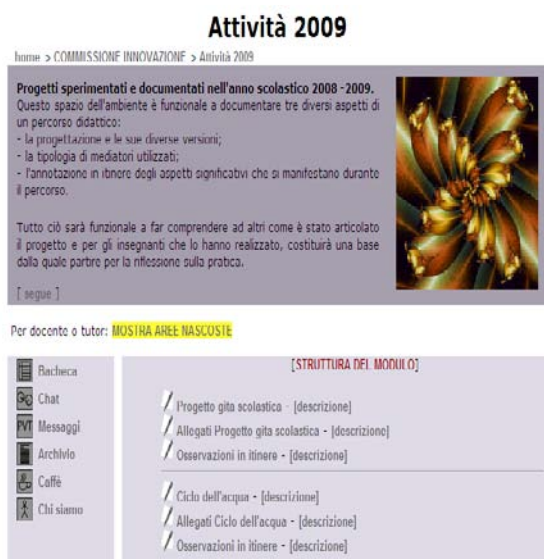 Attività 2009
home > COMMISSIONE INNOVAZIONE > Attività 2009
Progetti sperimentati e documentati nell'anno scolastico 2008 -2009.
Questo spazio dell'ambiente è funzionale a documentare tre diversi aspetti di
un percorso didattico:
- la progettazione e le sue diverse versioni;
- la tipologia di mediatori utilizzati;
- l'annotazione in itinere degli aspetti significativi che si manifestano durante
il percorso.
Tutto ciò sarà funzionale a far comprendere ad altri come è stato articolato
il progetto e per gli insegnanti che lo hanno realizzato, costituirà una base
dalla quale partire per la riflessione sulla pratica.
[ segue ]
Per docente o tutor: MOSTRA AREE NASCOSTE
Bacheca
Chat
PVT Messaggi
Archivio
Caffè
Chi siamo
[STRUTTURA DEL MODULO]
Progetto gita scolastica - [descrizione]
Allegati Progetto gita scolastica - [descrizione]
Osservazioni in itinere - [descrizione]
Ciclo dell'acqua - [descrizione]
Allegati Ciclo dell'acqua - [descrizione]
Osservazioni in itinere - [descrizione]